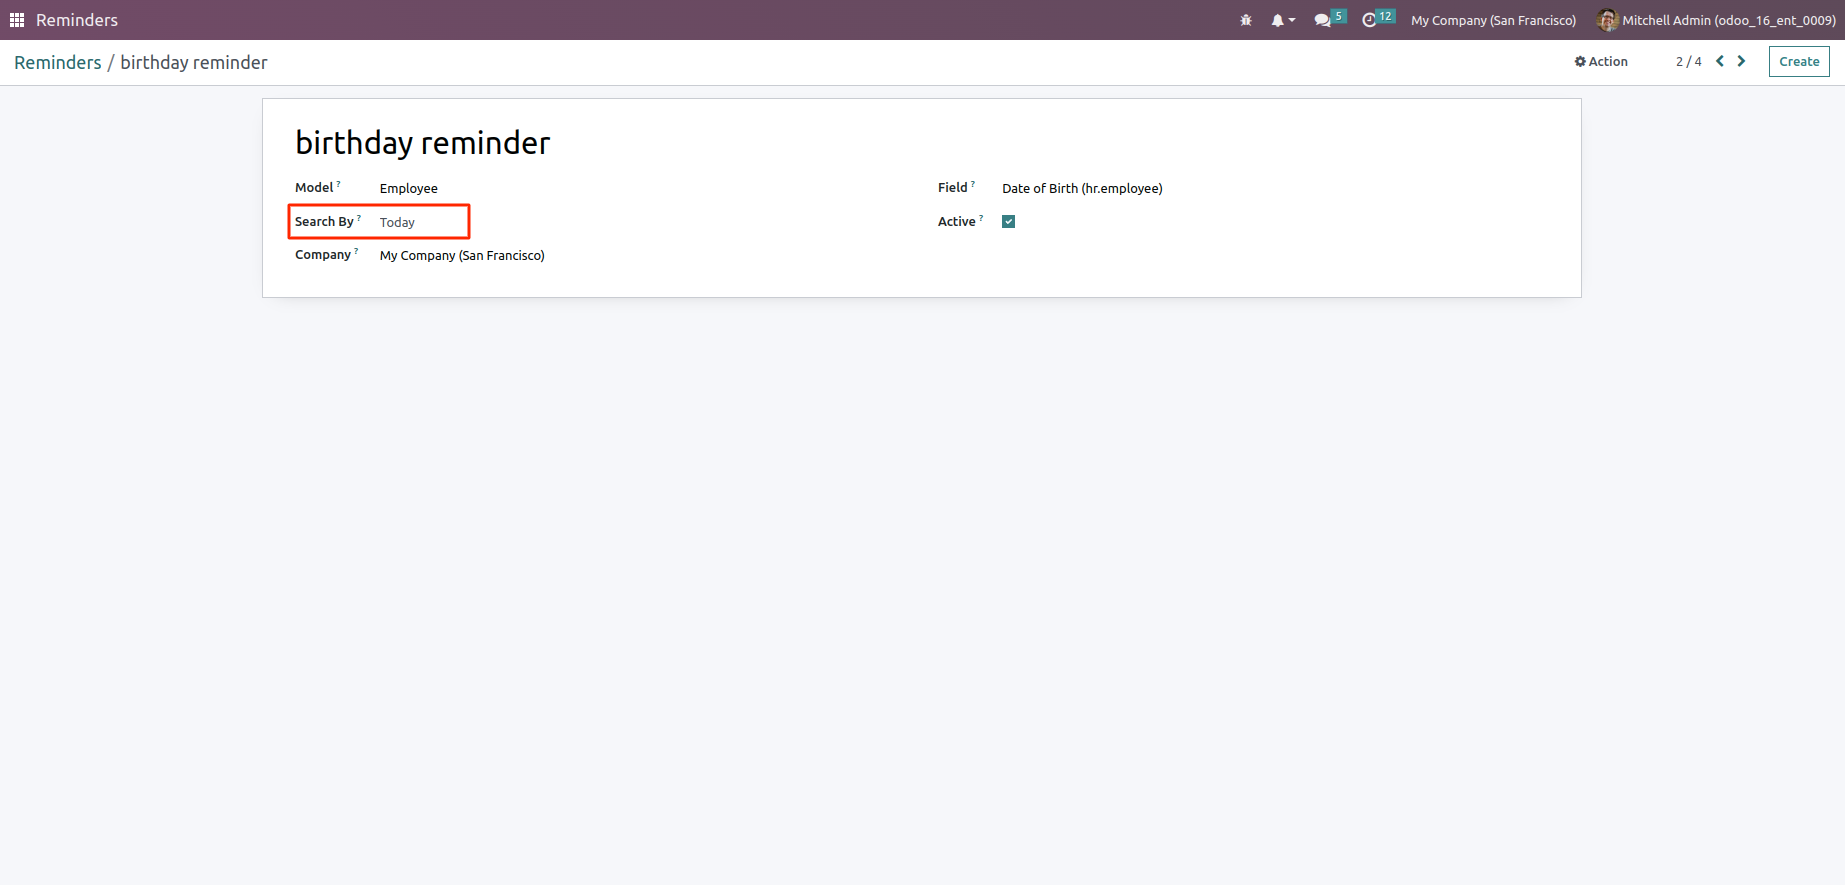 Reminders 5 12 My Company (San Francisco) Mitchell Admin (odoo_16_ent_0009)
Reminders / birthday reminder Action 2 / 4 Create
birthday reminder
Model ? Employee Field ? Date of Birth (hr.employee)
Search By ? Today Active ?
Company ? My Company (San Francisco)